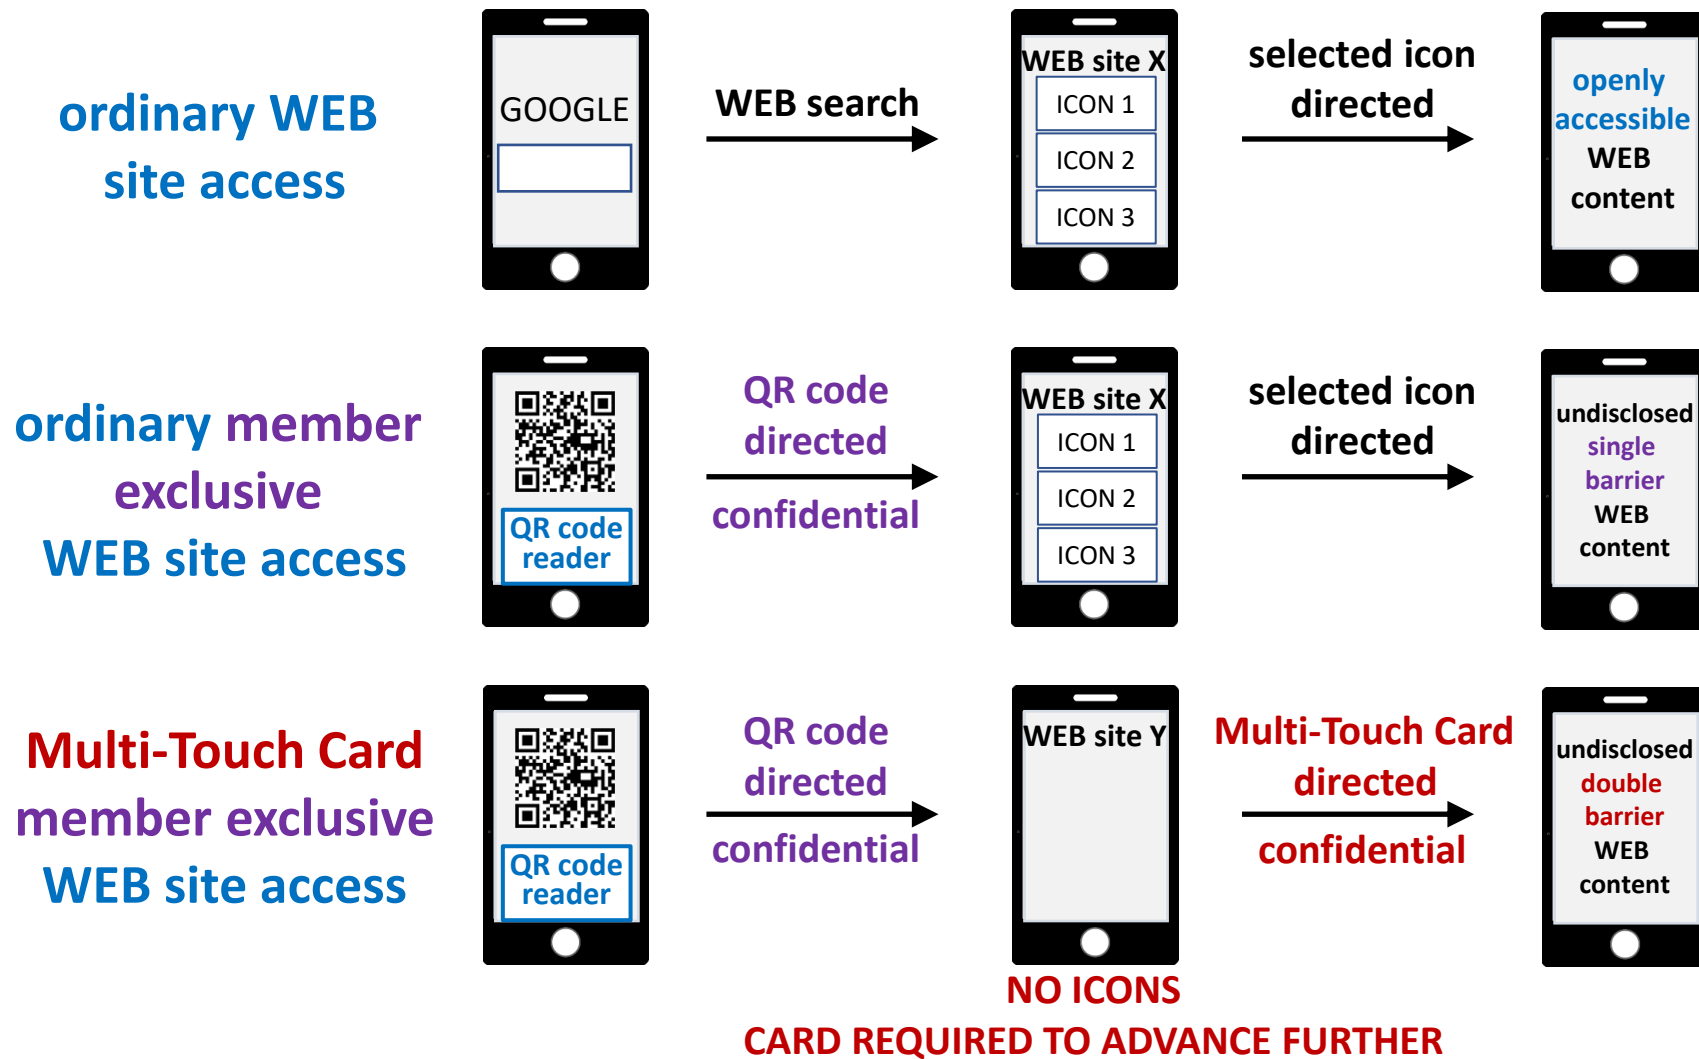 ordinary WEB
site access
GOOGLE
WEB search
WEB site X
ICON 1
ICON 2
ICON 3
selected icon
directed
openly
accessible
WEB
content
ordinary member
exclusive
WEB site access
QR code
reader
QR code
directed
confidential
WEB site X
ICON 1
ICON 2
ICON 3
selected icon
directed
undisclosed
single
barrier
WEB
content
Multi-Touch Card
member exclusive
WEB site access
QR code
reader
QR code
directed
confidential
WEB site Y
Multi-Touch Card
directed
confidential
undisclosed
double
barrier
WEB
content
NO ICONS
CARD REQUIRED TO ADVANCE FURTHER